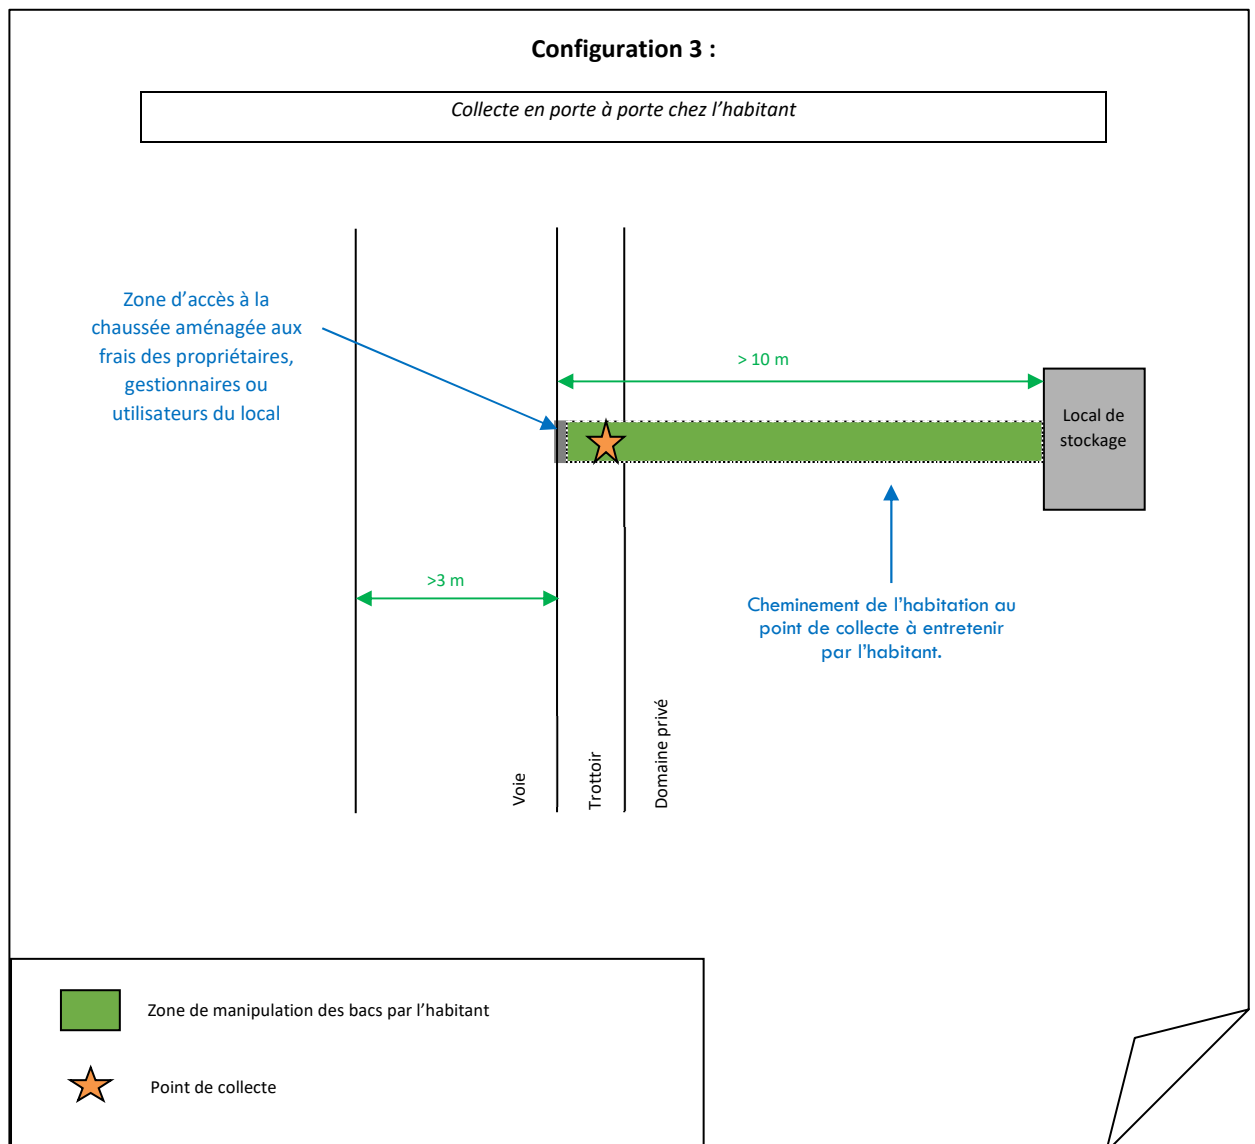 Configuration 3 :
Collecte en porte à porte chez l’habitant
Zone d’accès à la
chaussée aménagée aux
frais des propriétaires,
gestionnaires ou
utilisateurs du local
> 10 m
Local de
stockage
>3 m
Cheminement de l’habitation au
point de collecte à entretenir
par l’habitant.
Voie
Trottoir
Domaine privé
Zone de manipulation des bacs par l’habitant
Point de collecte